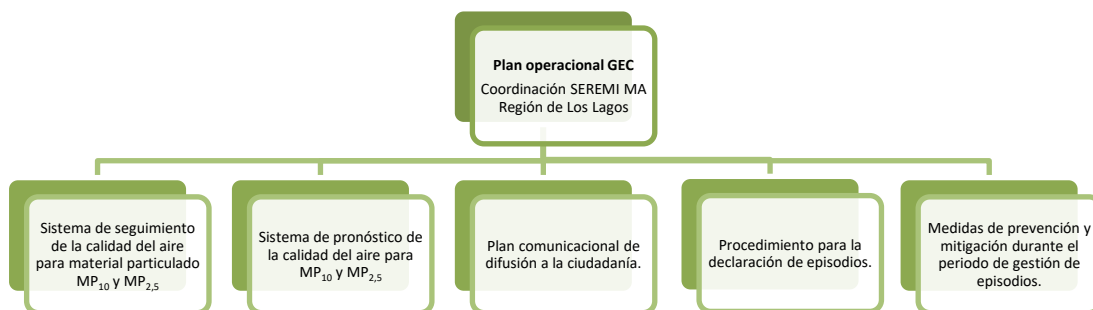 Plan operacional GEC
Coordinación SEREMI MA
Región de Los Lagos
Sistema de seguimiento
de la calidad del aire
para material particulado
MP₁₀ y MP₂,₅
Sistema de pronóstico de
la calidad del aire para
MP₁₀ y MP₂,₅
Plan comunicacional de
difusión a la ciudadanía.
Procedimiento para la
declaración de episodios.
Medidas de prevención y
mitigación durante el
periodo de gestión de
episodios.